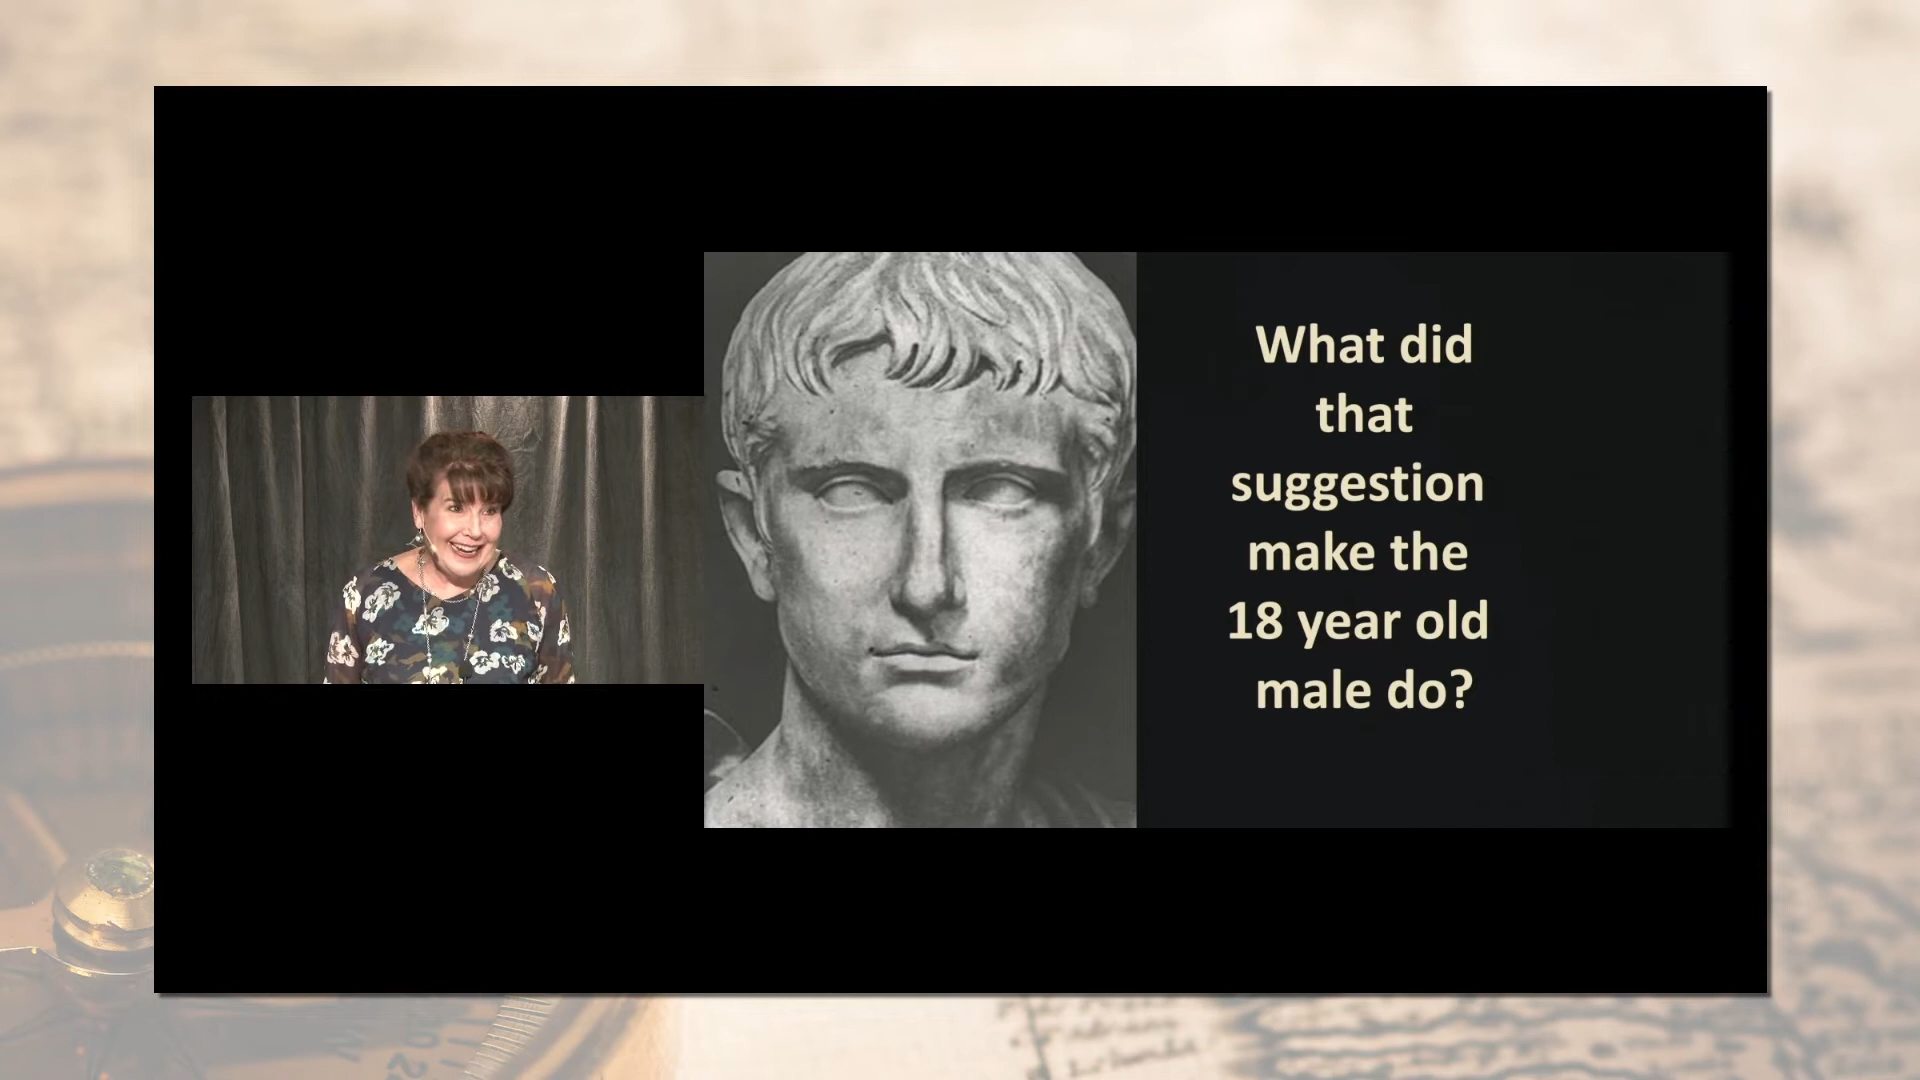 What did
that
suggestion
make the
18 year old
male do?